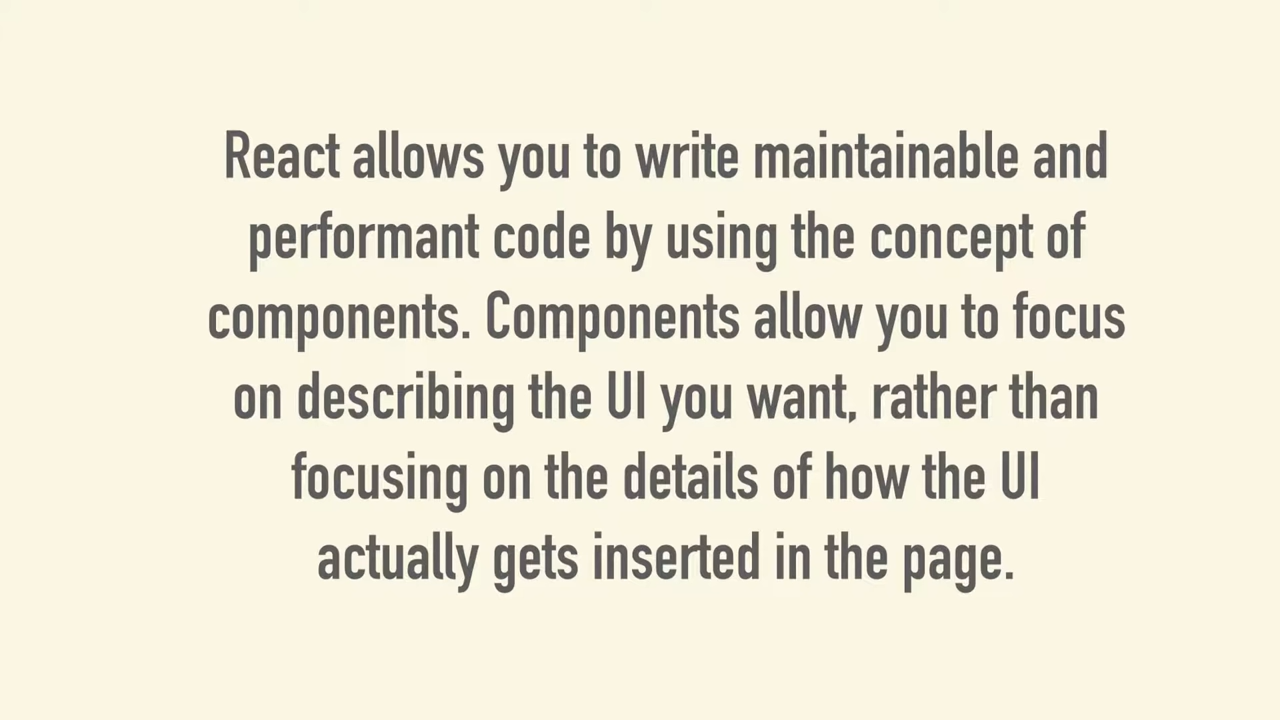 React allows you to write maintainable and
performant code by using the concept of
components. Components allow you to focus
on describing the UI you want, rather than
focusing on the details of how the UI
actually gets inserted in the page.